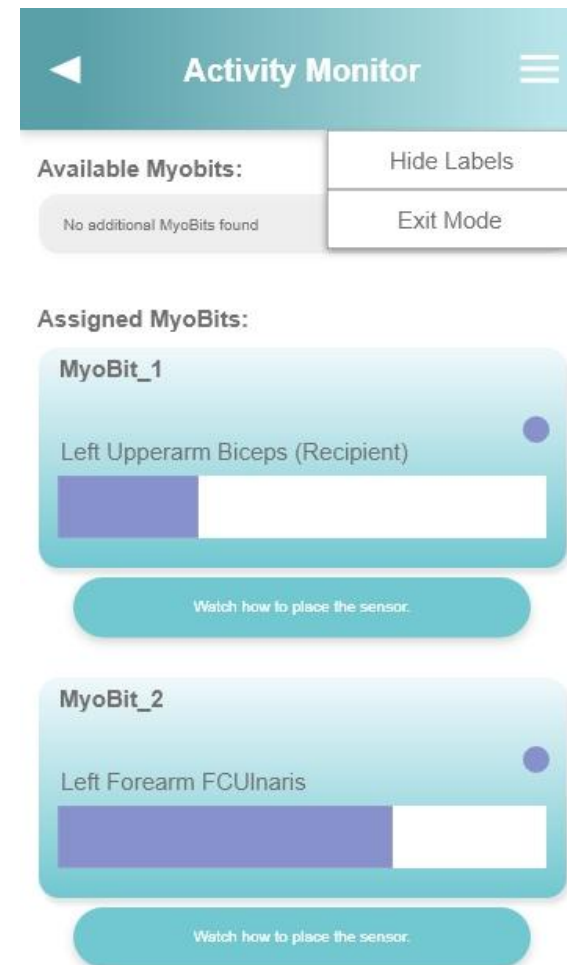 Activity Monitor
Available Myobits:
Hide Labels
No additional MyoBits found
Exit Mode
Assigned MyoBits:
MyoBit_1
Left Upperarm Biceps (Recipient)
Watch how to place the sensor.
MyoBit_2
Left Forearm FCUlnaris
Watch how to place the sensor.